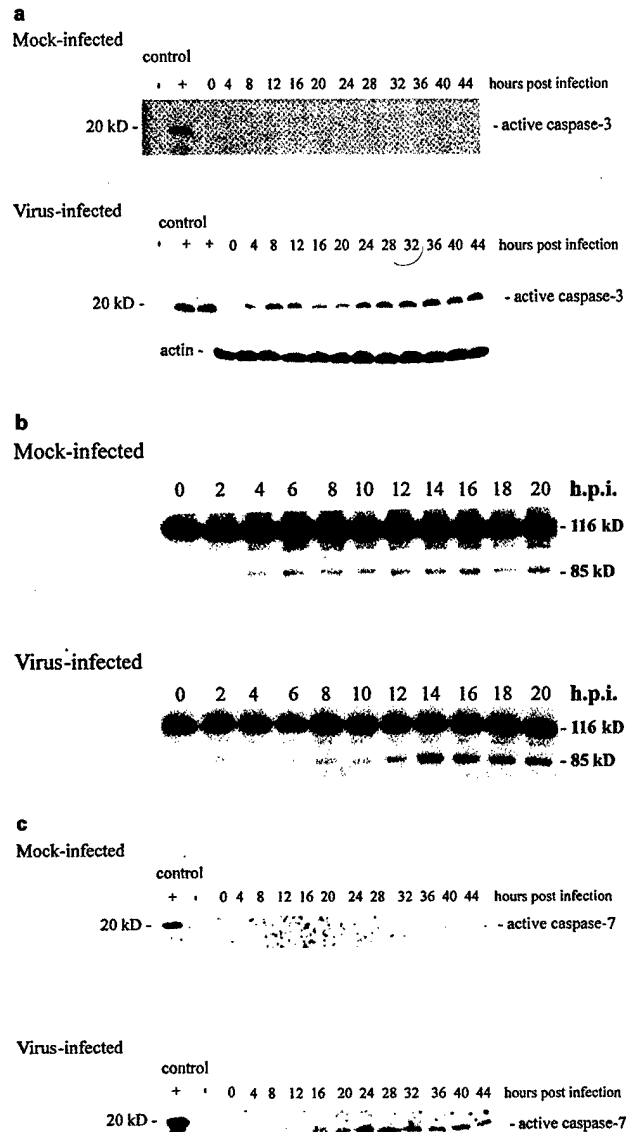 a
Mock-infected
control
- + 0 4 8 12 16 20 24 28 32 36 40 44 hours post infection
20 kD - - active caspase-3
Virus-infected
control
- + + 0 4 8 12 16 20 24 28 32 36 40 44 hours post infection
20 kD - - active caspase-3
actin -
b
Mock-infected
0 2 4 6 8 10 12 14 16 18 20 h.p.i.
- 116 kD
- 85 kD
Virus-infected
0 2 4 6 8 10 12 14 16 18 20 h.p.i.
- 116 kD
- 85 kD
c
Mock-infected
control
+ - 0 4 8 12 16 20 24 28 32 36 40 44 hours post infection
20 kD - - active caspase-7
Virus-infected
control
+ - 0 4 8 12 16 20 24 28 32 36 40 44 hours post infection
20 kD - - active caspase-7